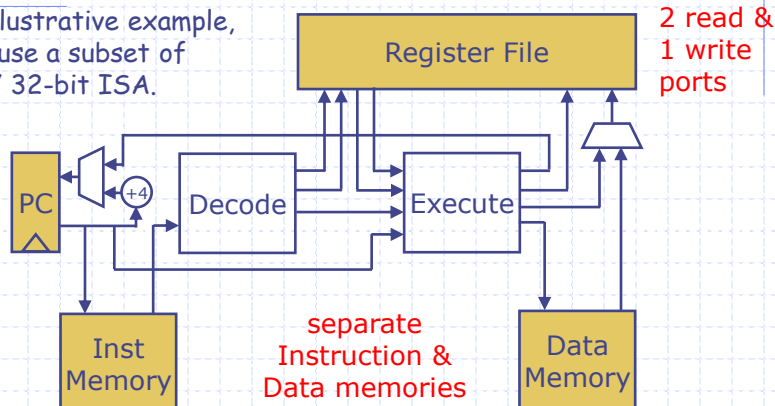 lustrative example,
use a subset of
32-bit ISA.
2 read &
1 write
ports
Register File
PC
+4
Decode
Execute
Inst
Memory
separate
Instruction &
Data memories
Data
Memory